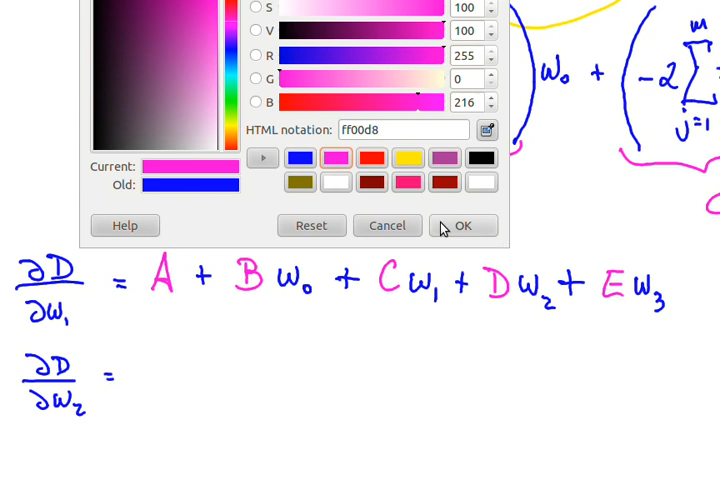 S 100
V 100
R 255
G 0
B 216
HTML notation: ff00d8
Current:
Old:
Help Reset Cancel OK
w₀ + ( -2 m Σ j=1
∂D/∂w₁ = A + B w₀ + C w₁ + D w₂ + E w₃
∂D/∂w₂ =